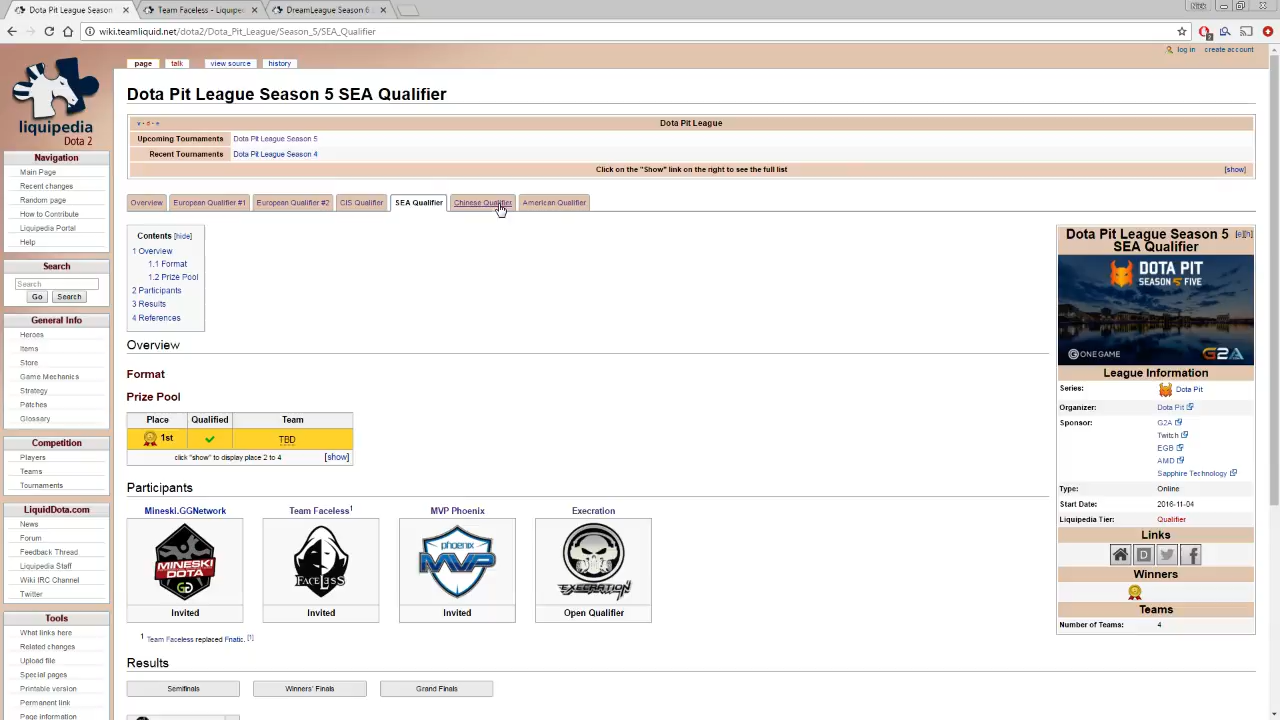 Dota Pit League Season
Team Faceless - Liquipe
DreamLeague Season 6
wiki.teamliquid.net/dota2/Dota_Pit_League/Season_5/SEA_Qualifier
log in create account
page talk view source history
liquipedia
Dota 2
Dota Pit League Season 5 SEA Qualifier
Dota Pit League
Upcoming Tournaments Dota Pit League Season 5
Recent Tournaments Dota Pit League Season 4
Click on the "Show" link on the right to see the full list [show]
Overview European Qualifier #1 European Qualifier #2 CIS Qualifier SEA Qualifier Chinese Qualifier American Qualifier
Navigation
Main Page
Recent changes
Random page
How to Contribute
Liquipedia Portal
Help
Search
Search
Go Search
General Info
Heroes
Items
Store
Game Mechanics
Strategy
Patches
Glossary
Competition
Players
Teams
Tournaments
LiquidDota.com
News
Forum
Feedback Thread
Liquipedia Staff
Wiki IRC Channel
Twitter
Tools
What links here
Related changes
Upload file
Special pages
Printable version
Permanent link
Page information
Contents [hide]
1 Overview
1.1 Format
1.2 Prize Pool
2 Participants
3 Results
4 References
Overview
Format
Prize Pool
Place Qualified Team
1st TBD
click "show" to display place 2 to 4 [show]
Participants
Mineski.GGNetwork Team Faceless1 MVP Phoenix Execration
MINESKI DOTA
FACELESS
phoenix MVP
EXECRATION
Invited Invited Invited Open Qualifier
1 Team Faceless replaced Fnatic. [1]
Results
Semifinals Winners' Finals Grand Finals
Dota Pit League Season 5 [e][h]
SEA Qualifier
DOTA PIT
SEASON FIVE
ONE GAME G2A
League Information
Series: Dota Pit
Organizer: Dota Pit
Sponsor: G2A
Twitch
EGB
AMD
Sapphire Technology
Type: Online
Start Date: 2016-11-04
Liquipedia Tier: Qualifier
Links
Winners
Teams
Number of Teams: 4